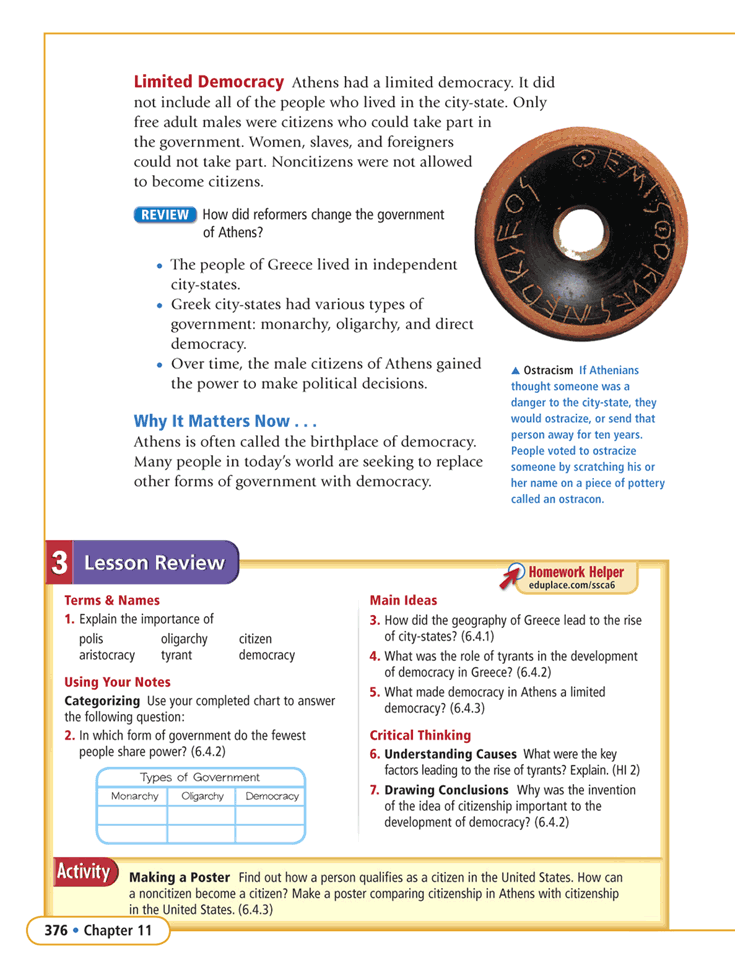 Limited Democracy Athens had a limited democracy. It did
not include all of the people who lived in the city-state. Only
free adult males were citizens who could take part in
the government. Women, slaves, and foreigners
could not take part. Noncitizens were not allowed
to become citizens.
REVIEW How did reformers change the government
of Athens?
• The people of Greece lived in independent
city-states.
• Greek city-states had various types of
government: monarchy, oligarchy, and direct
democracy.
• Over time, the male citizens of Athens gained
the power to make political decisions.
Why It Matters Now . . .
Athens is often called the birthplace of democracy.
Many people in today's world are seeking to replace
other forms of government with democracy.
▲ Ostracism If Athenians
thought someone was a
danger to the city-state, they
would ostracize, or send that
person away for ten years.
People voted to ostracize
someone by scratching his or
her name on a piece of pottery
called an ostracon.
3 Lesson Review
Homework Helper
eduplace.com/ssca6
Terms & Names
1. Explain the importance of
polis oligarchy citizen
aristocracy tyrant democracy
Using Your Notes
Categorizing Use your completed chart to answer
the following question:
2. In which form of government do the fewest
people share power? (6.4.2)
Types of Government
Monarchy Oligarchy Democracy
Main Ideas
3. How did the geography of Greece lead to the rise
of city-states? (6.4.1)
4. What was the role of tyrants in the development
of democracy in Greece? (6.4.2)
5. What made democracy in Athens a limited
democracy? (6.4.3)
Critical Thinking
6. Understanding Causes What were the key
factors leading to the rise of tyrants? Explain. (HI 2)
7. Drawing Conclusions Why was the invention
of the idea of citizenship important to the
development of democracy? (6.4.2)
Activity
Making a Poster Find out how a person qualifies as a citizen in the United States. How can
a noncitizen become a citizen? Make a poster comparing citizenship in Athens with citizenship
in the United States. (6.4.3)
376 • Chapter 11